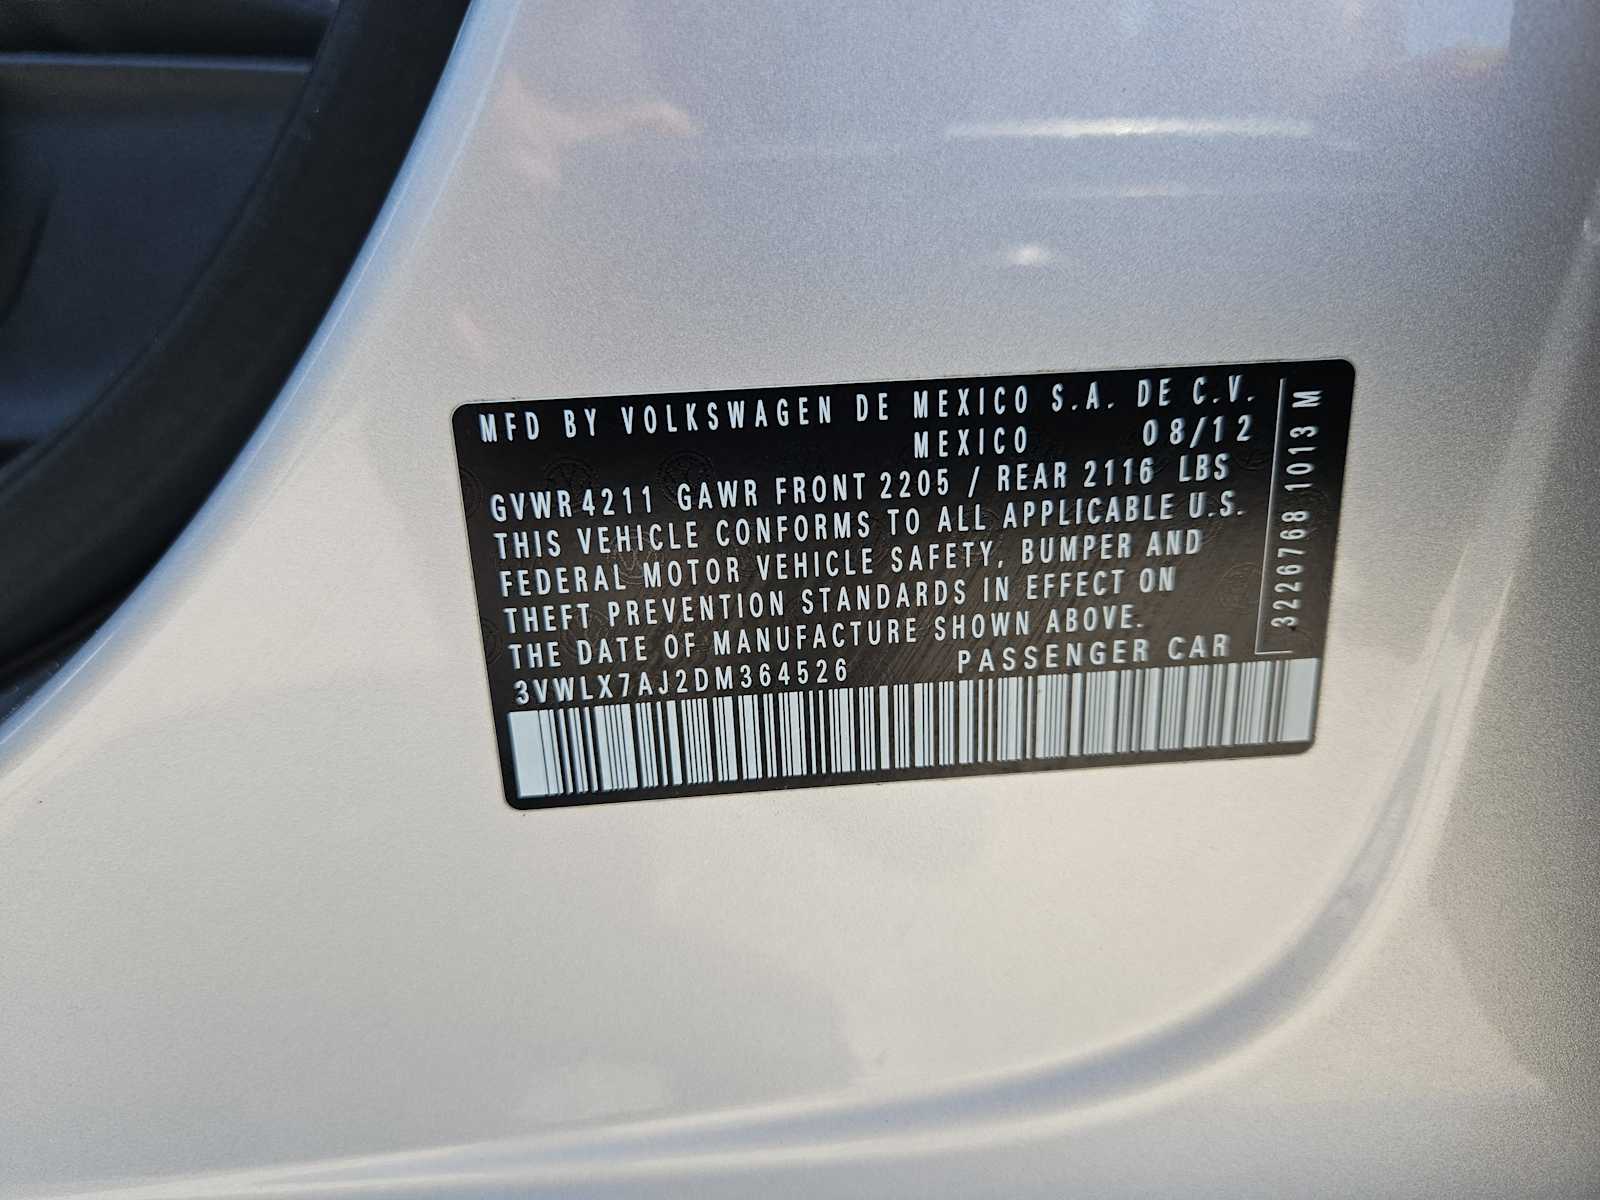 MFD BY VOLKSWAGEN DE MEXICO S.A. DE C.V.
MEXICO 08/12
GVWR 4211 GAWR FRONT 2205 / REAR 2116 LBS
THIS VEHICLE CONFORMS TO ALL APPLICABLE U.S.
FEDERAL MOTOR VEHICLE SAFETY, BUMPER AND
THEFT PREVENTION STANDARDS IN EFFECT ON
THE DATE OF MANUFACTURE SHOWN ABOVE.
3VWLX7AJ2DM364526 PASSENGER CAR
3226768 1013 M